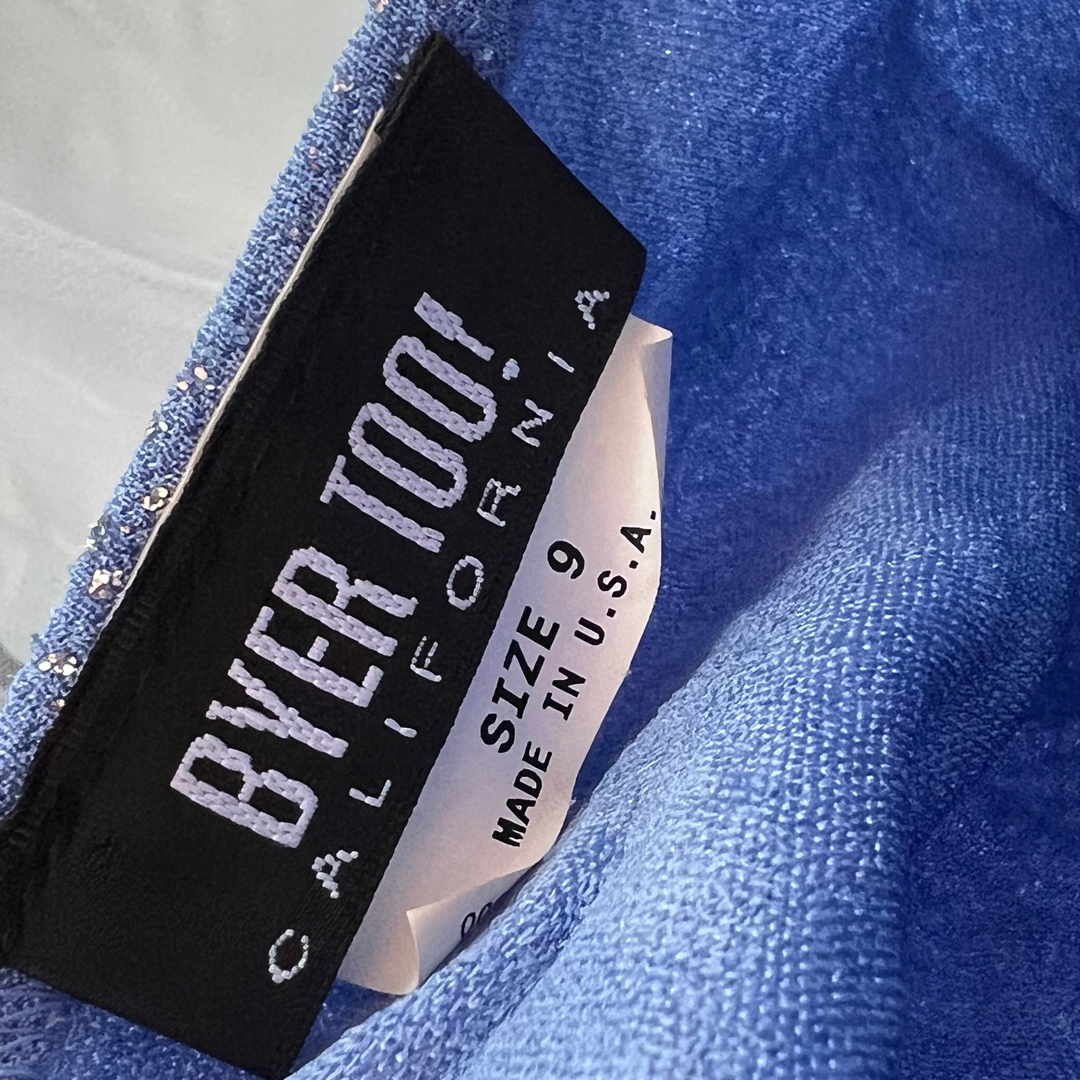 BYER TOO!
CALIFORNIA
SIZE 9
MADE IN U.S.A.